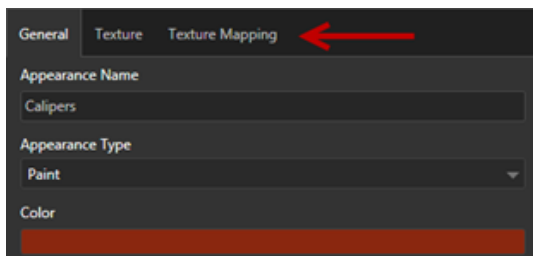 General Texture Texture Mapping
Appearance Name
Calipers
Appearance Type
Paint
Color